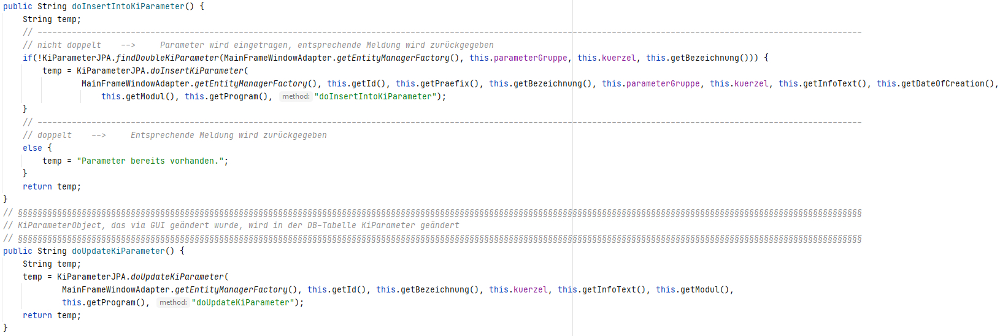 public String doInsertIntoKiParameter() {
String temp;
// ------------------------------------------------------------------------------------------------------------------------------------------------------------------------
// nicht doppelt    -->     Parameter wird eingetragen, entsprechende Meldung wird zurückgegeben
if(!KiParameterJPA.findDoubleKiParameter(MainFrameWindowAdapter.getEntityManagerFactory(), this.parameterGruppe, this.kuerzel, this.getBezeichnung())) {
temp = KiParameterJPA.doInsertKiParameter(
MainFrameWindowAdapter.getEntityManagerFactory(), this.getId(), this.getPraefix(), this.getBezeichnung(), this.parameterGruppe, this.kuerzel, this.getInfoText(), this.getDateOfCreation(),
this.getModul(), this.getProgram(), method: "doInsertIntoKiParameter");
}
// ------------------------------------------------------------------------------------------------------------------------------------------------------------------------
// doppelt    -->     Entsprechende Meldung wird zurückgegeben
else {
temp = "Parameter bereits vorhanden.";
}
return temp;
}
// §§§§§§§§§§§§§§§§§§§§§§§§§§§§§§§§§§§§§§§§§§§§§§§§§§§§§§§§§§§§§§§§§§§§§§§§§§§§§§§§§§§§§§§§§§§§§§§§§§§§§§§§§§§§§§§§§§§§§§§§§§§§§§§§§§§§§§§§§§§§§§§§§§§§§§§§§§§§§§§§§§§§§§§§
// KiParameterObject, das via GUI geändert wurde, wird in der DB-Tabelle KiParameter geändert
// §§§§§§§§§§§§§§§§§§§§§§§§§§§§§§§§§§§§§§§§§§§§§§§§§§§§§§§§§§§§§§§§§§§§§§§§§§§§§§§§§§§§§§§§§§§§§§§§§§§§§§§§§§§§§§§§§§§§§§§§§§§§§§§§§§§§§§§§§§§§§§§§§§§§§§§§§§§§§§§§§§§§§§§§
public String doUpdateKiParameter() {
String temp;
temp = KiParameterJPA.doUpdateKiParameter(
MainFrameWindowAdapter.getEntityManagerFactory(), this.getId(), this.getBezeichnung(), this.kuerzel, this.getInfoText(), this.getModul(),
this.getProgram(), method: "doUpdateKiParameter");
return temp;
}